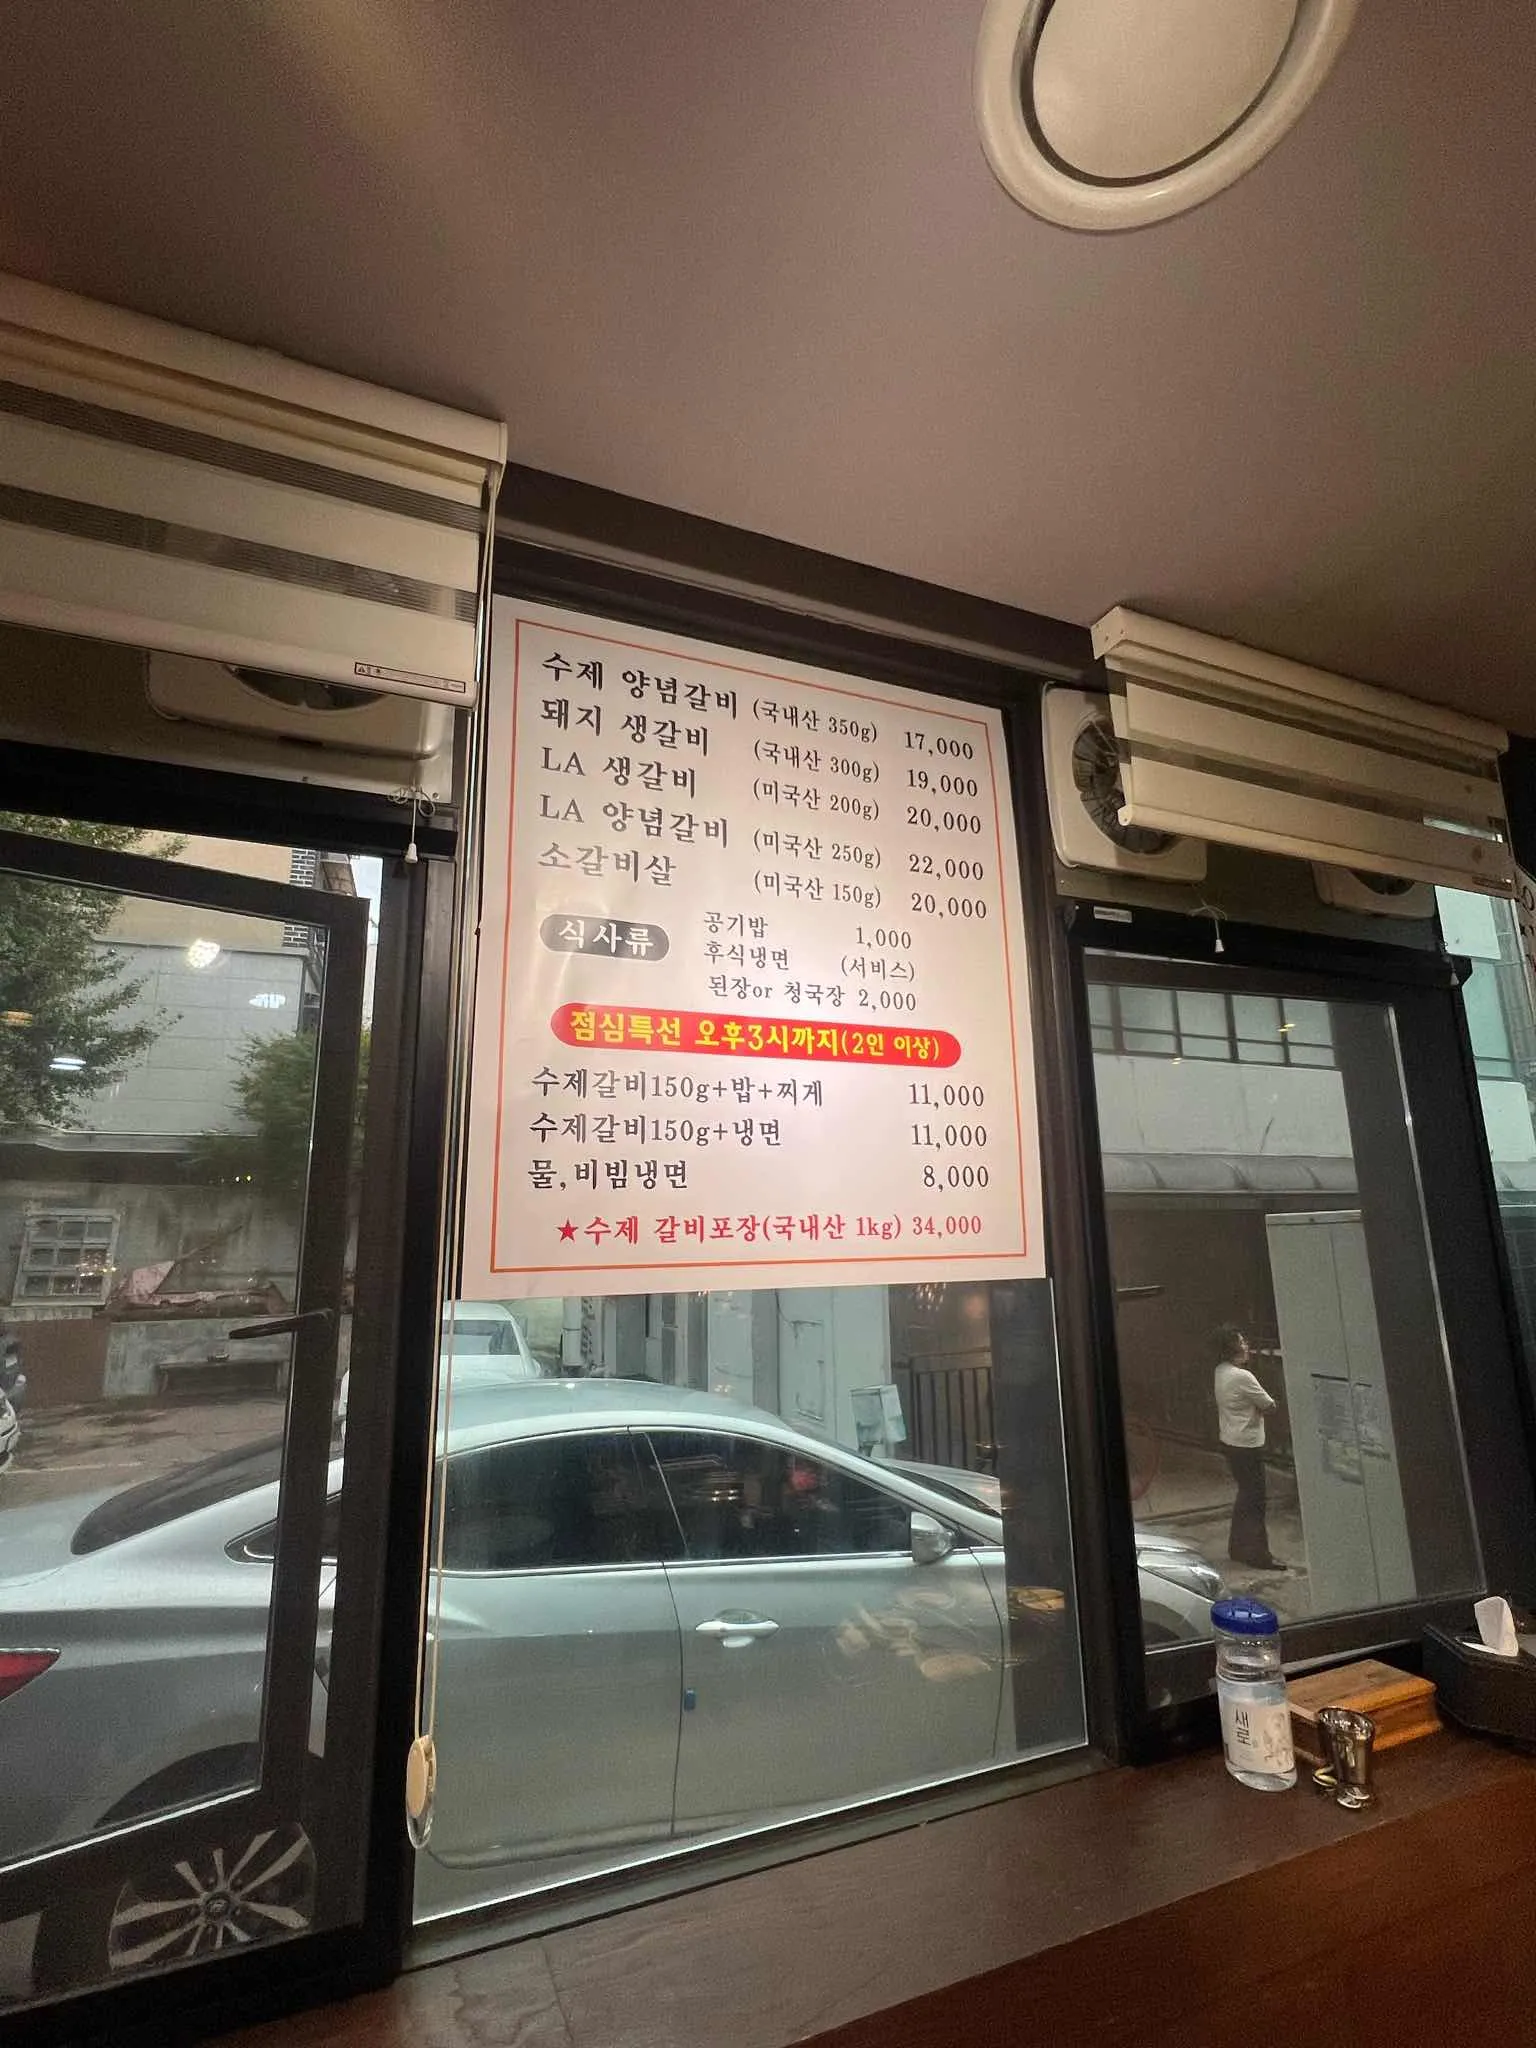 수제 양념갈비 (국내산 350g) 17,000
돼지 생갈비 (국내산 300g) 19,000
LA 생갈비 (미국산 200g) 20,000
LA 양념갈비 (미국산 250g) 22,000
소갈비살 (미국산 150g) 20,000
식사류
공기밥 1,000
후식냉면 (서비스)
된장or 청국장 2,000
점심특선 오후3시까지(2인 이상)
수제갈비150g+밥+찌게 11,000
수제갈비150g+냉면 11,000
물,비빔냉면 8,000
★수제 갈비포장(국내산 1kg) 34,000
새로